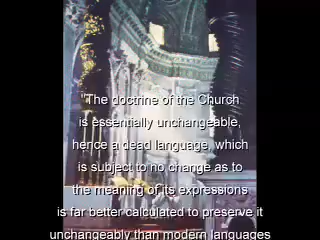 "The doctrine of the Church
is essentially unchangeable,
hence a dead language, which
is subject to no change as to
the meaning of its expressions
is far better calculated to preserve it
unchangeably than modern languages